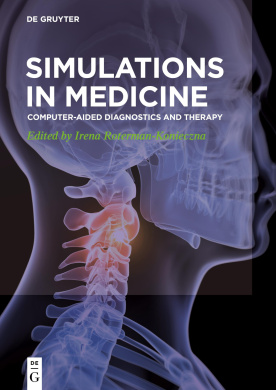 DE GRUYTER
SIMULATIONS
IN MEDICINE
COMPUTER-AIDED DIAGNOSTICS AND THERAPY
Edited by Irena Roterman-Konieczna
DE
G